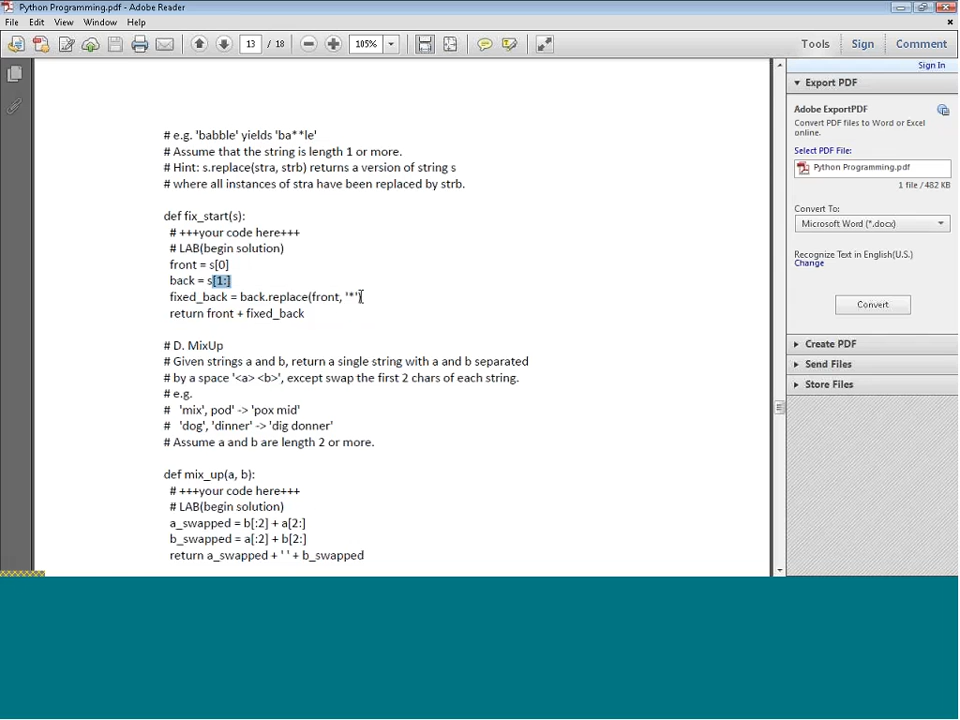 Python Programming.pdf - Adobe Reader
File Edit View Window Help
13 / 18 105% Tools Sign Comment
Sign In
Export PDF
Adobe ExportPDF
Convert PDF files to Word or Excel
online.
Select PDF File:
Python Programming.pdf
1 file / 482 KB
Convert To:
Microsoft Word (*.docx)
Recognize Text in English(U.S.)
Change
Convert
Create PDF
Send Files
Store Files
# e.g. 'babble' yields 'ba**le'
# Assume that the string is length 1 or more.
# Hint: s.replace(stra, strb) returns a version of string s
# where all instances of stra have been replaced by strb.
def fix_start(s):
# +++your code here+++
# LAB(begin solution)
front = s[0]
back = s[1:]
fixed_back = back.replace(front, '*')
return front + fixed_back
# D. MixUp
# Given strings a and b, return a single string with a and b separated
# by a space '<a> <b>', except swap the first 2 chars of each string.
# e.g.
# 'mix', pod' -> 'pox mid'
# 'dog', 'dinner' -> 'dig donner'
# Assume a and b are length 2 or more.
def mix_up(a, b):
# +++your code here+++
# LAB(begin solution)
a_swapped = b[:2] + a[2:]
b_swapped = a[:2] + b[2:]
return a_swapped + ' ' + b_swapped